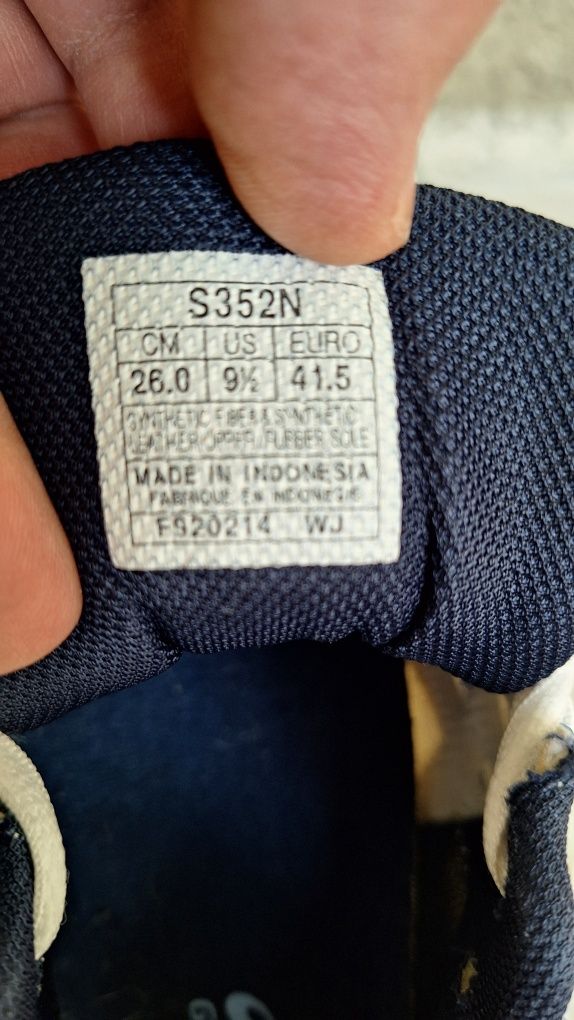 S352N
CM US EURO
26.0 9½ 41.5
SYNTHETIC FIBER & SYNTHETIC
LEATHER UPPER / RUBBER SOLE
MADE IN INDONESIA
FABRIQUE EN INDONESIE
F920214 WJ